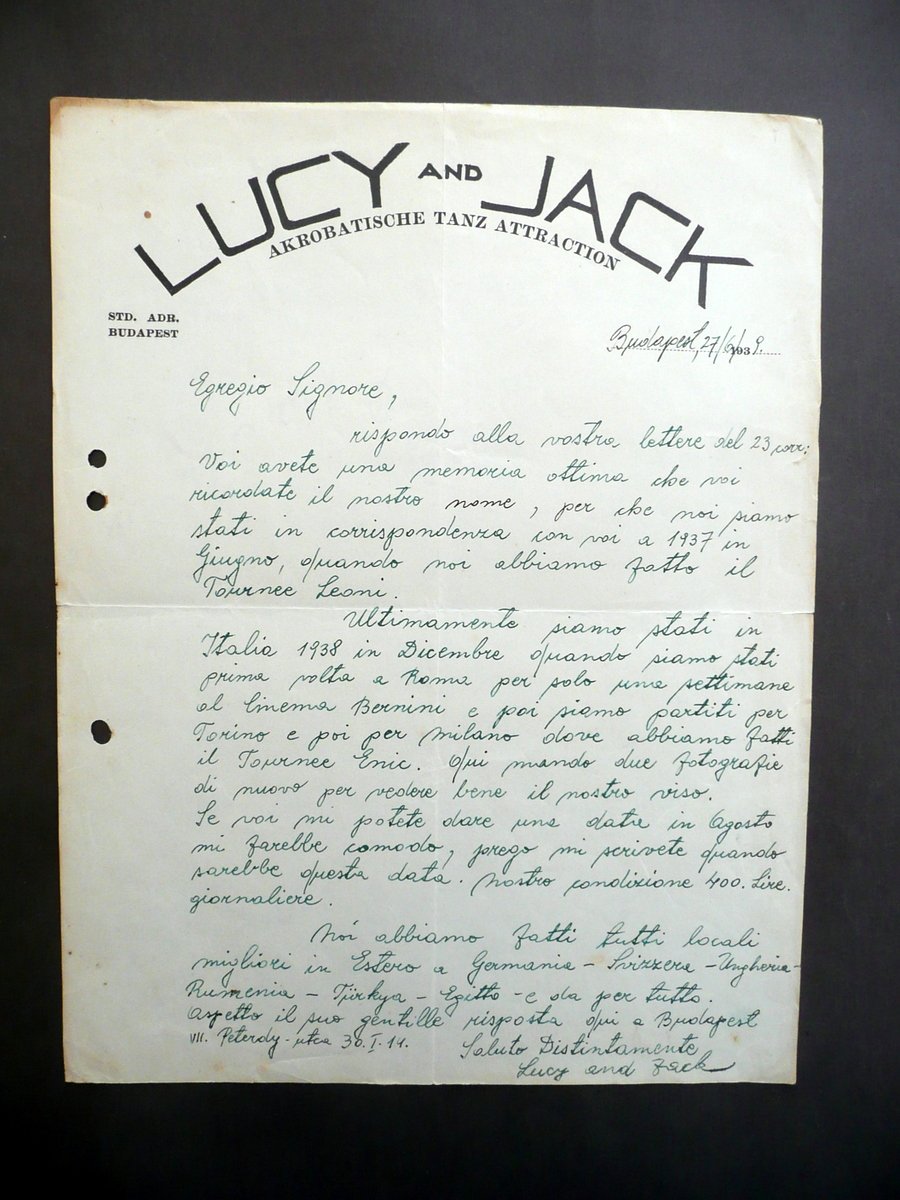 LUCY AND JACK
AKROBATISCHE TANZ ATTRACTION
STD. ADR.
BUDAPEST
Budapest, 27/6/1939.
Egregio Signore,
rispondo alla vostra lettere del 23 corr:
Voi avete una memoria ottima che voi
ricordate il nostro nome, per che noi siamo
stati in corrispondenza con voi a 1937 in
Giugno, quando noi abbiamo fatto il
Tournee Leoni.
Ultimamente siamo stati in
Italia 1938 in Dicembre quando siamo stati
prima volta a Roma per solo una settimane
al Cinema Bernini e poi siamo partiti per
Torino e poi per Milano dove abbiamo fatti
il Tournee Enic. Qui mando due fotografie
di nuovo per vedere bene il nostro viso.
Se voi mi potete dare une data in Agosto
mi farebbe comodo, prego mi scrivete quando
sarebbe questa data. Nostro condizione 400. Lire.
giornaliere.
Noi abbiamo fatti tutti locali
migliori in Estero a Germania - Svizzera - Ungheria -
Rumenia - Türkya - Egitto - e da per tutto.
Aspetto il suo gentille risposta qui a Budapest
VII. Peterdy-utca 30.I.14.
Saluto Distintamente
Lucy and Jack